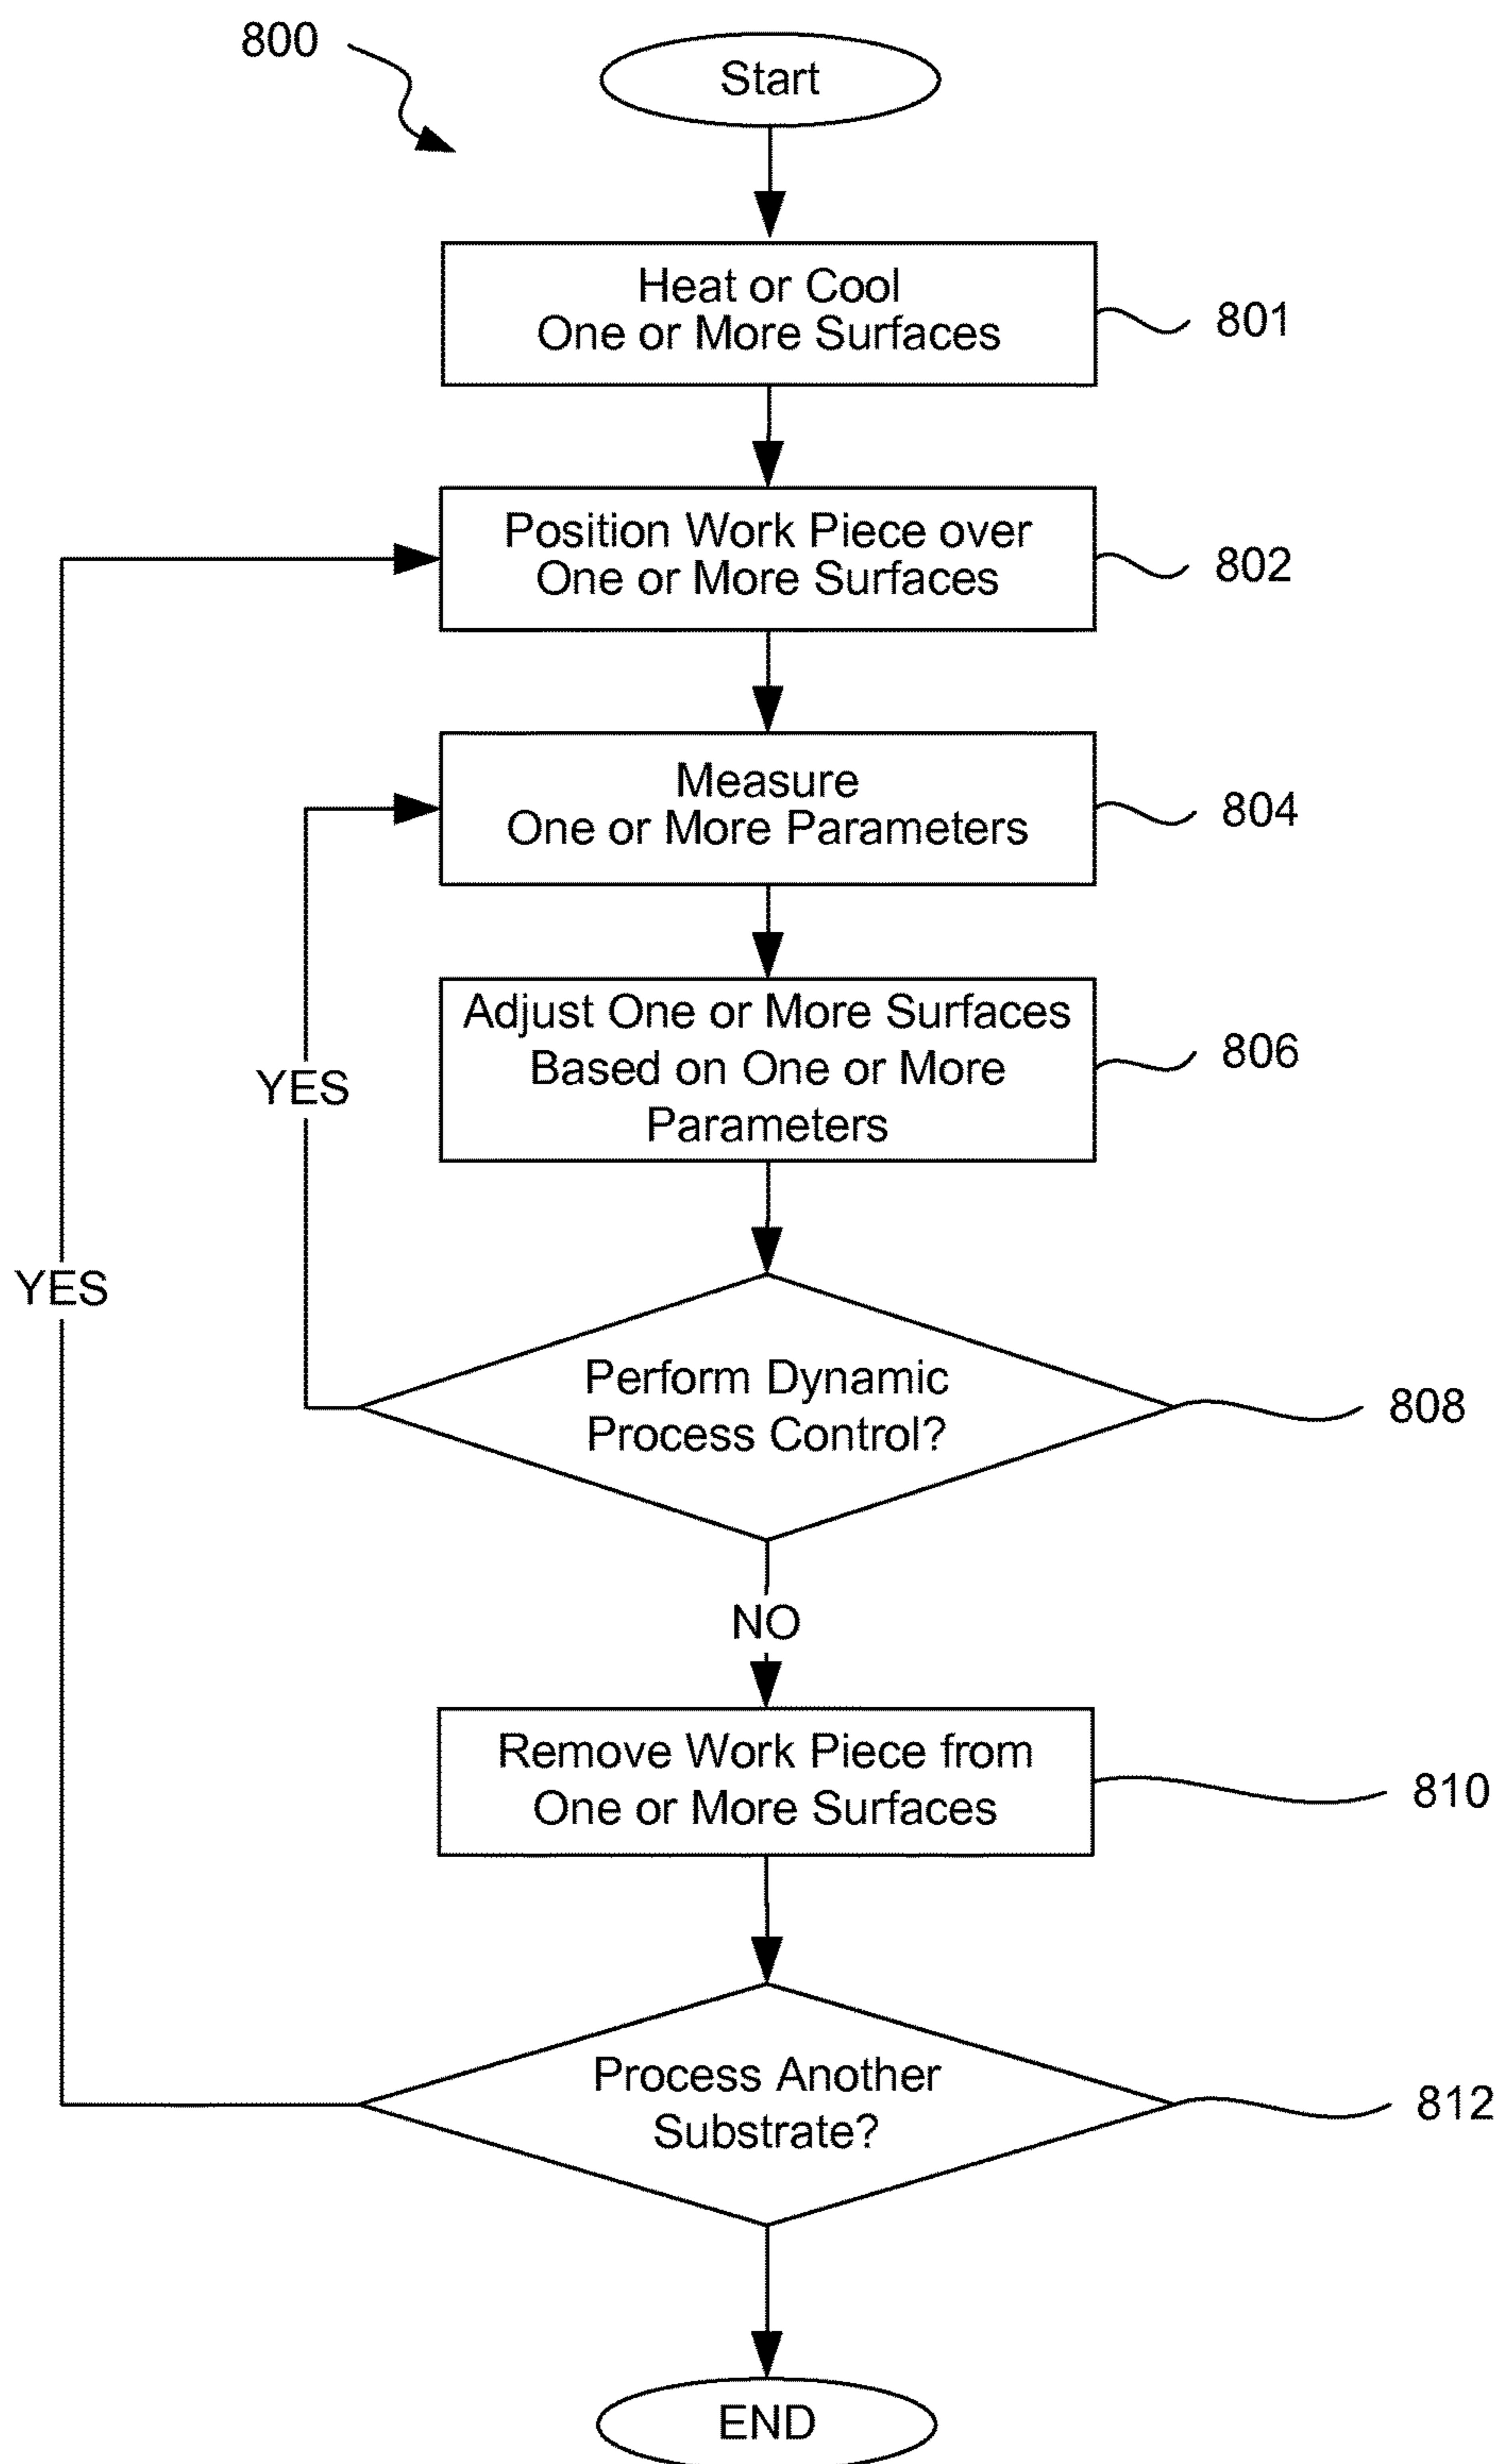 800
Start
Heat or Cool
One or More Surfaces
801
Position Work Piece over
One or More Surfaces
802
Measure
One or More Parameters
804
Adjust One or More Surfaces
Based on One or More
Parameters
806
YES
YES
Perform Dynamic
Process Control?
808
NO
Remove Work Piece from
One or More Surfaces
810
Process Another
Substrate?
812
END